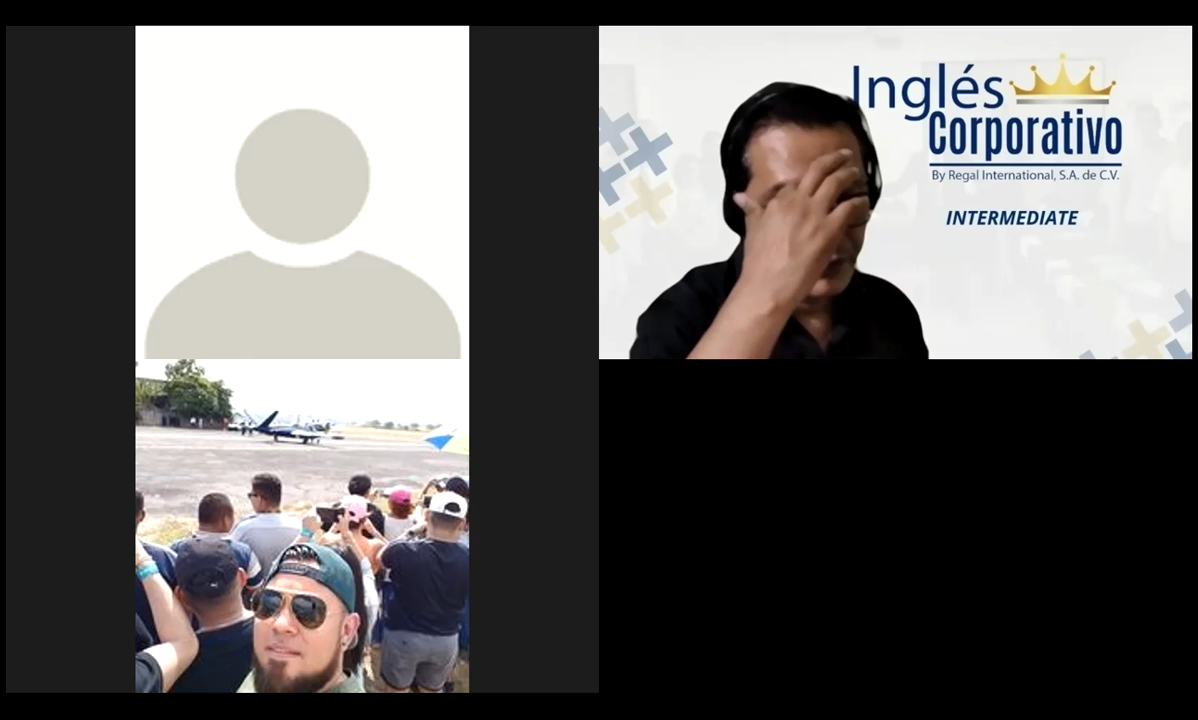 Inglés
Corporativo
By Regal International, S.A. de C.V.
INTERMEDIATE